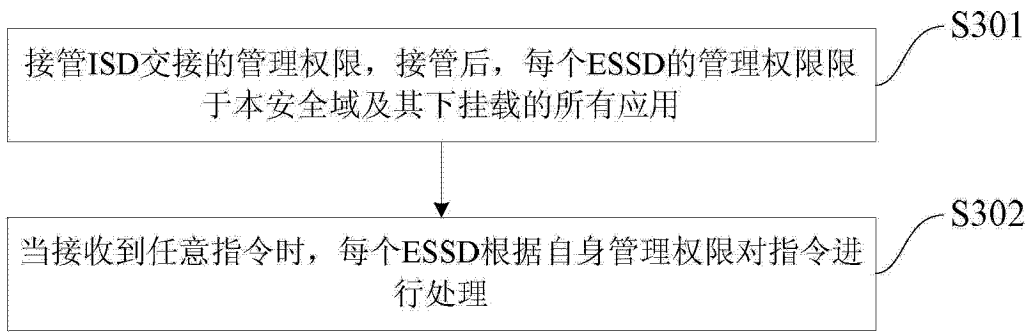 S301
接管ISD交接的管理权限，接管后，每个ESSD的管理权限限
于本安全域及其下挂载的所有应用
S302
当接收到任意指令时，每个ESSD根据自身管理权限对指令进
行处理